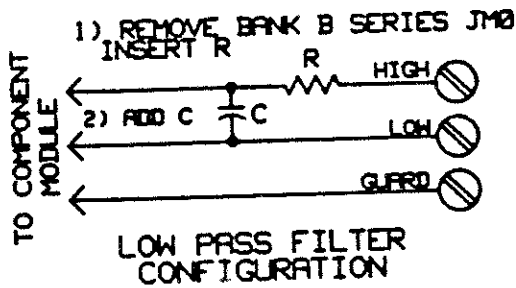 1) REMOVE BANK B SERIES JM0
INSERT R
R
HIGH
2) ADD C
C
LOW
GUARD
TO COMPONENT
MODULE
LOW PASS FILTER
CONFIGURATION